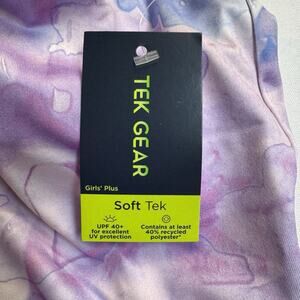 TEK GEAR
Girls' Plus
Soft Tek
UPF 40+
for excellent
UV protection
Contains at least
40% recycled
polyester*